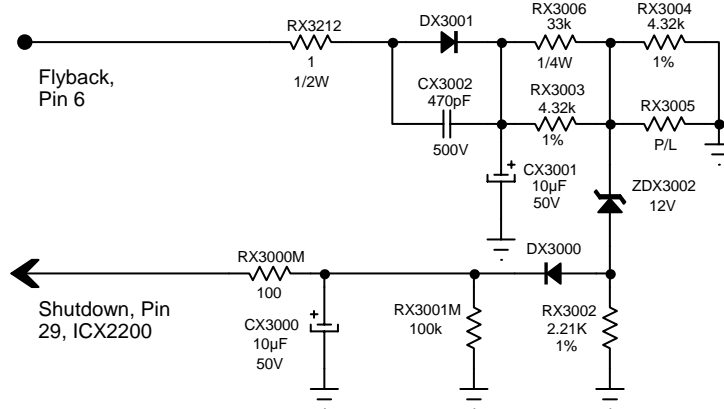 RX3212
1
1/2W
DX3001
RX3006
33k
1/4W
RX3004
4.32k
1%
Flyback,
Pin 6
CX3002
470pF
500V
RX3003
4.32k
1%
RX3005
P/L
+
CX3001
10µF
50V
ZDX3002
12V
DX3000
RX3000M
100
Shutdown, Pin
29, ICX2200
+
CX3000
10µF
50V
RX3001M
100k
RX3002
2.21K
1%